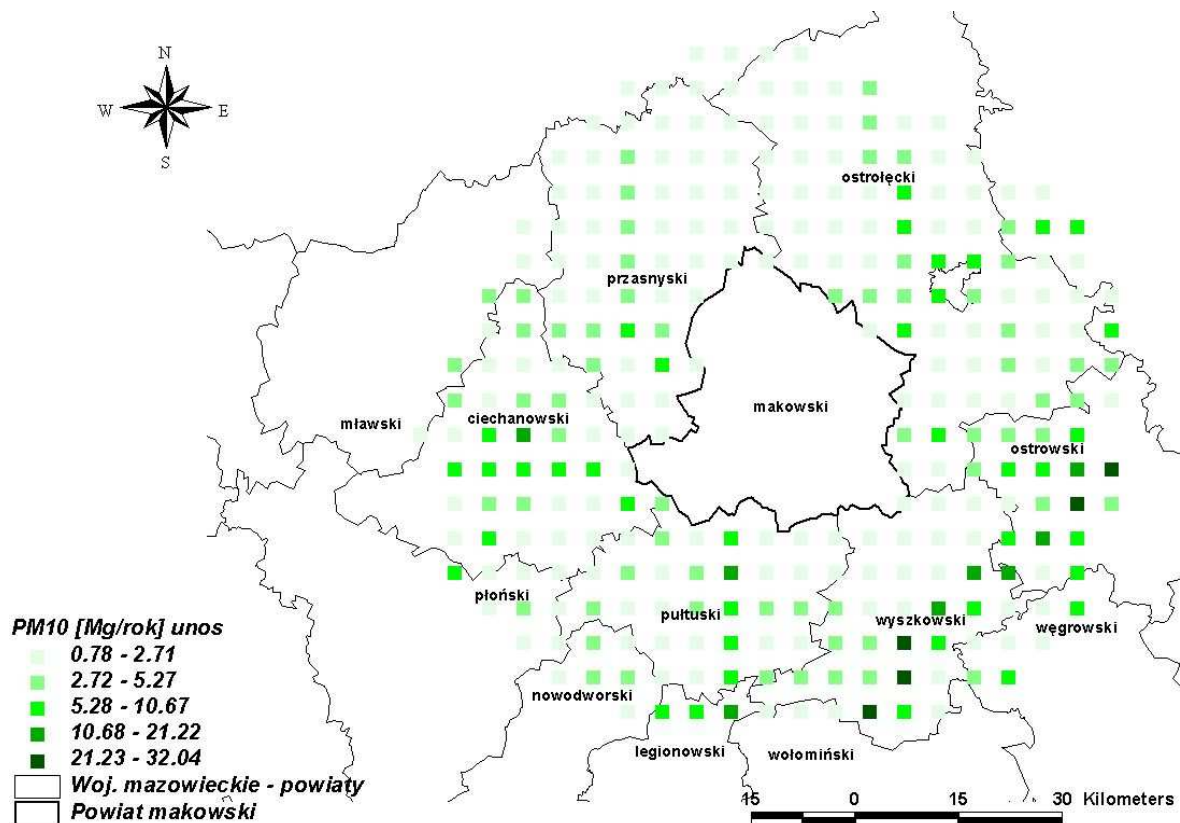 N
W E
S
ostrołęcki
przasnyski
makowski
mławski
ciechanowski
ostrowski
płoński
pułtuski
wyszkowski
węgrowski
nowodworski
legionowski
wołomiński
PM10 [Mg/rok] unos
0.78 - 2.71
2.72 - 5.27
5.28 - 10.67
10.68 - 21.22
21.23 - 32.04
Woj. mazowieckie - powiaty
Powiat makowski
15 0 15 30 Kilometers